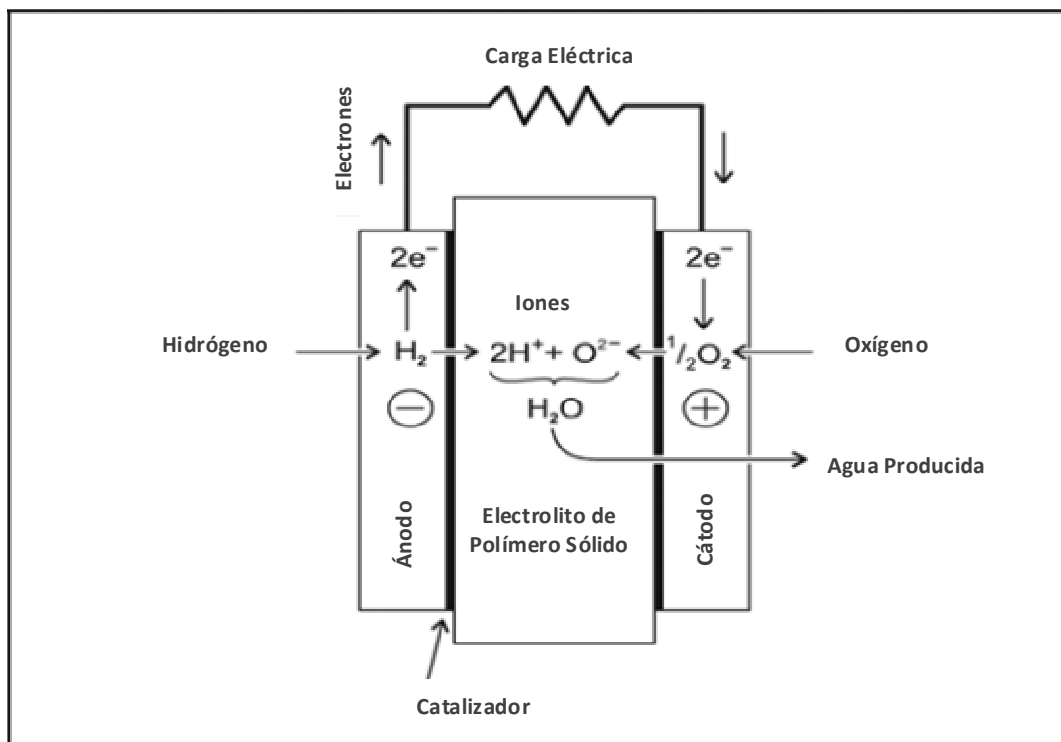 Carga Eléctrica
Electrones
2e⁻
2e⁻
Iones
Hidrógeno
H₂
2H⁺ + O²⁻
¹/₂O₂
Oxígeno
−
H₂O
+
Agua Producida
Ánodo
Electrolito de
Polímero Sólido
Cátodo
Catalizador